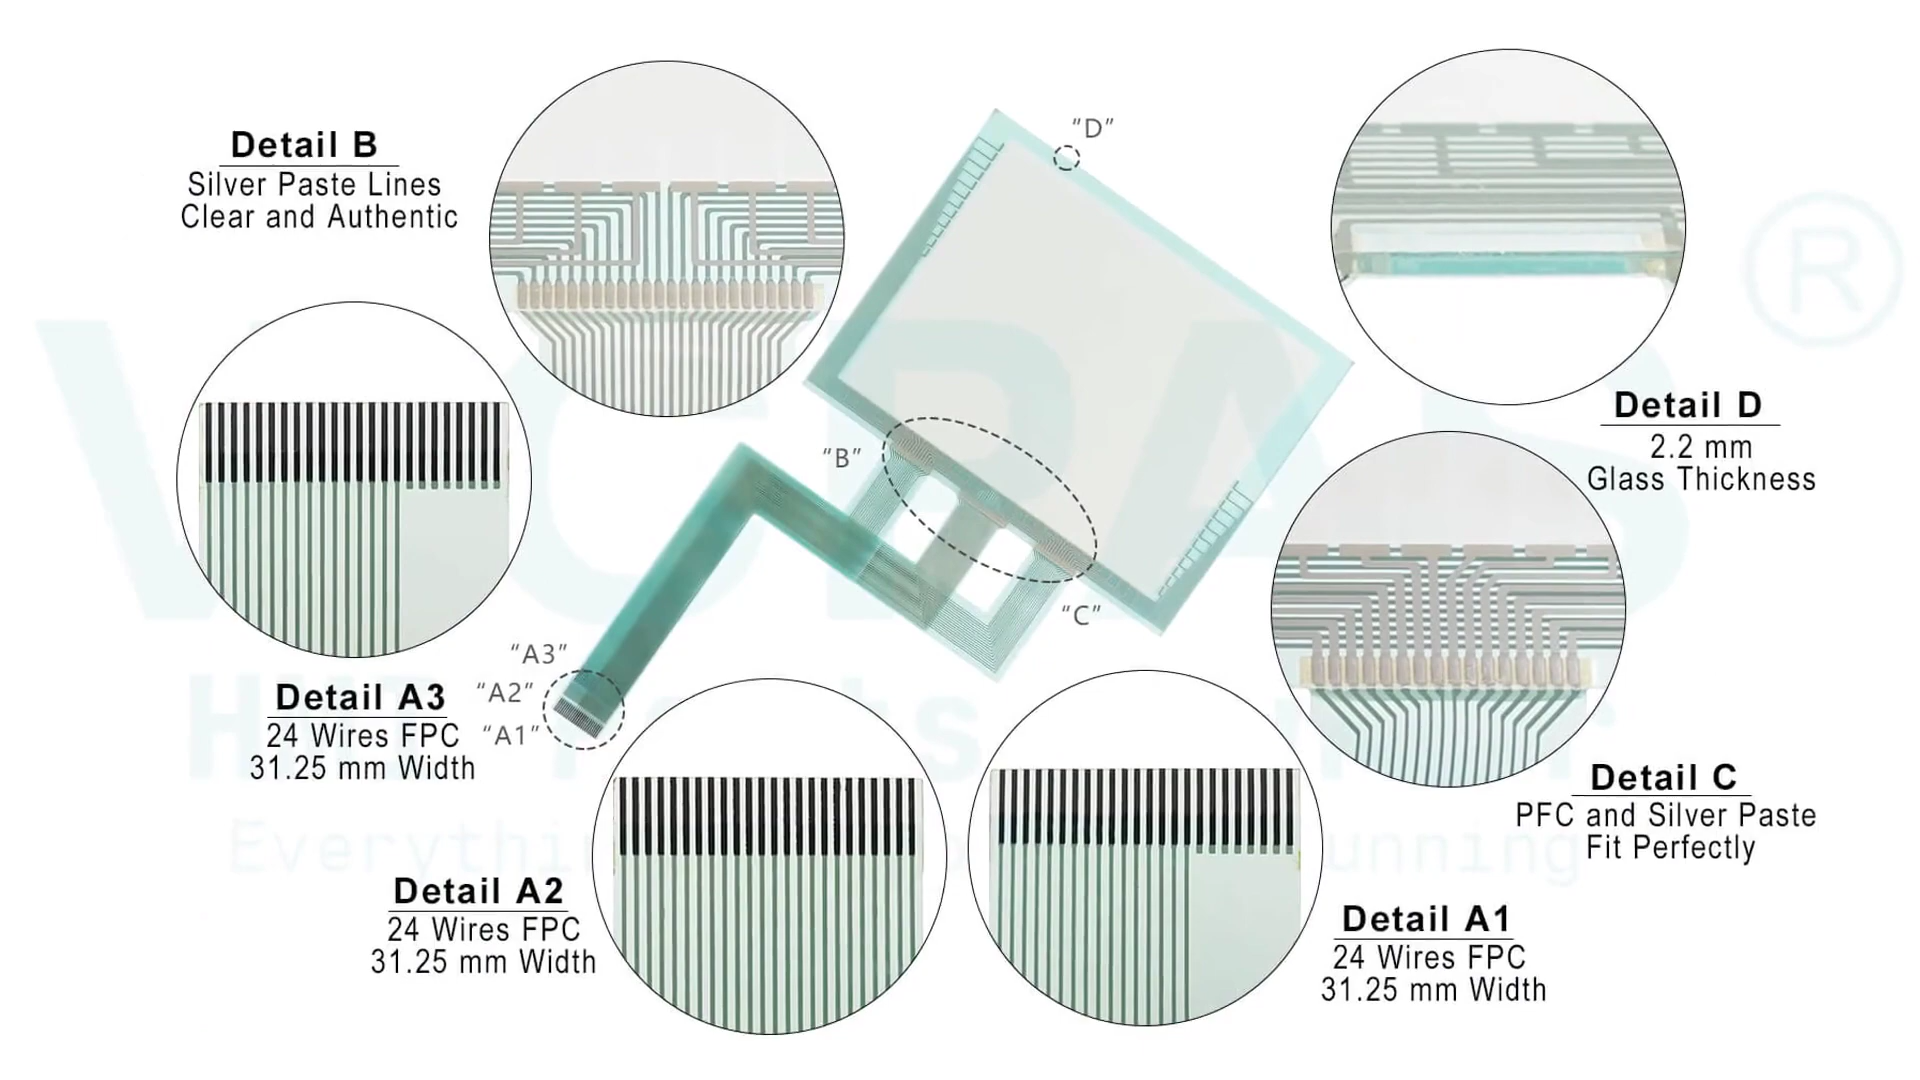 Detail B
Silver Paste Lines
Clear and Authentic
"D"
®
Detail D
2.2 mm
Glass Thickness
"B"
"C"
"A3"
"A2"
"A1"
Detail A3
24 Wires FPC
31.25 mm Width
Detail C
PFC and Silver Paste
Fit Perfectly
Detail A2
24 Wires FPC
31.25 mm Width
Detail A1
24 Wires FPC
31.25 mm Width
VICPAS